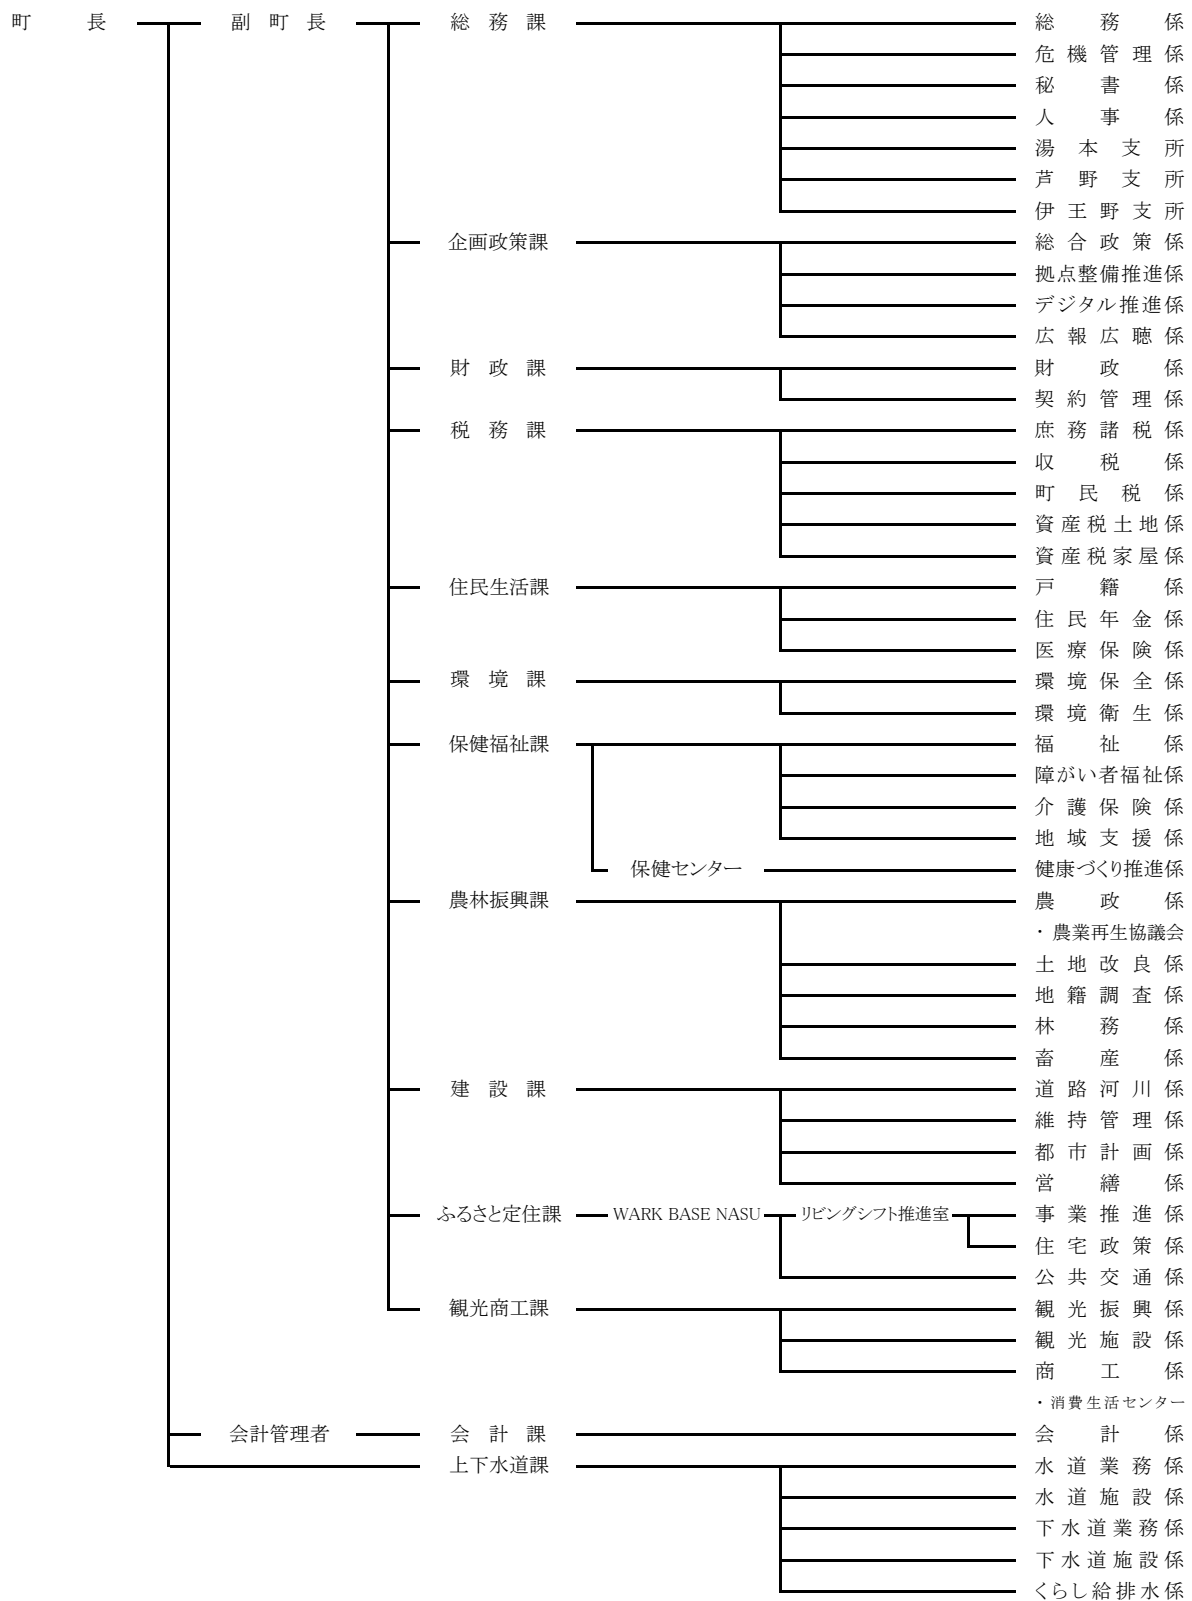 町長 副町長 総務課 総務係
危機管理係
秘書係
人事係
湯本支所
芦野支所
伊王野支所
企画政策課 総合政策係
拠点整備推進係
デジタル推進係
広報広聴係
財政課 財政係
契約管理係
税務課 庶務諸税係
収税係
町民税係
資産税土地係
資産税家屋係
住民生活課 戸籍係
住民年金係
医療保険係
環境課 環境保全係
環境衛生係
保健福祉課 福祉係
障がい者福祉係
介護保険係
地域支援係
保健センター 健康づくり推進係
農林振興課 農政係
・農業再生協議会
土地改良係
地籍調査係
林務係
畜産係
建設課 道路河川係
維持管理係
都市計画係
営繕係
ふるさと定住課 WARK BASE NASU リビングシフト推進室 事業推進係
住宅政策係
公共交通係
観光商工課 観光振興係
観光施設係
商工係
・消費生活センター
会計管理者 会計課 会計係
上下水道課 水道業務係
水道施設係
下水道業務係
下水道施設係
くらし給排水係